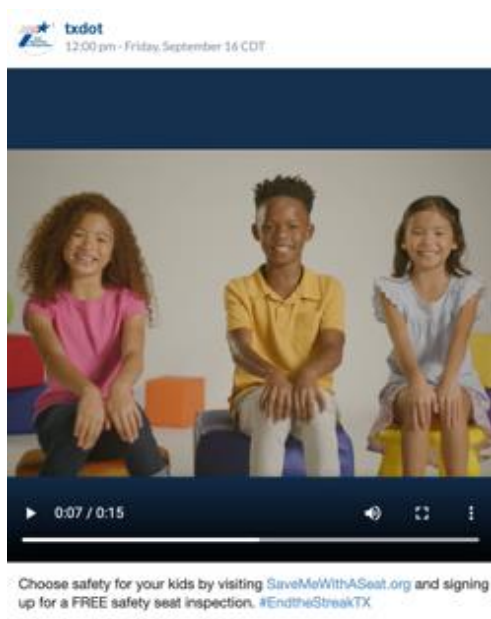 txdot
12:00 pm - Friday, September 16 CDT
0:07 / 0:15
Choose safety for your kids by visiting SaveMeWithASeat.org and signing
up for a FREE safety seat inspection. #EndtheStreakTX